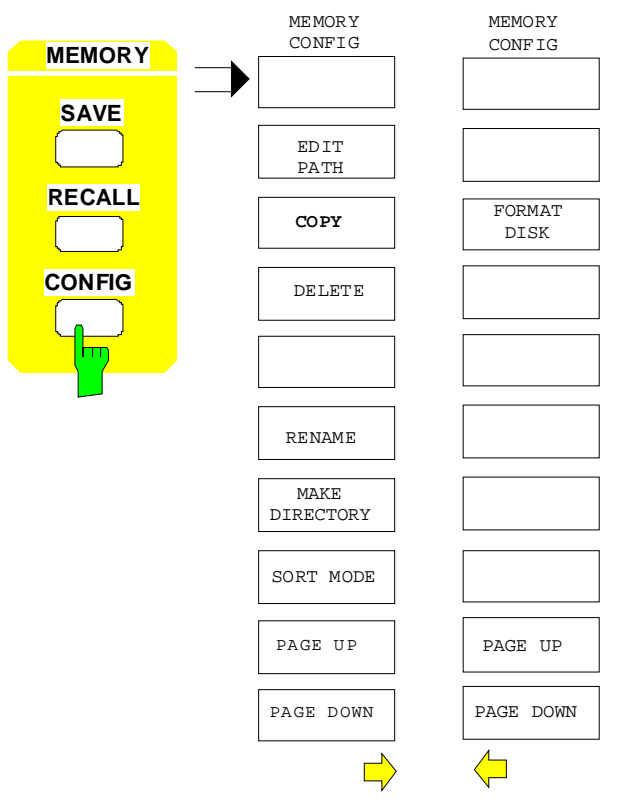 MEMORY
SAVE
RECALL
CONFIG
MEMORY
CONFIG
EDIT
PATH
COPY
DELETE
RENAME
MAKE
DIRECTORY
SORT MODE
PAGE UP
PAGE DOWN
MEMORY
CONFIG
FORMAT
DISK
PAGE UP
PAGE DOWN